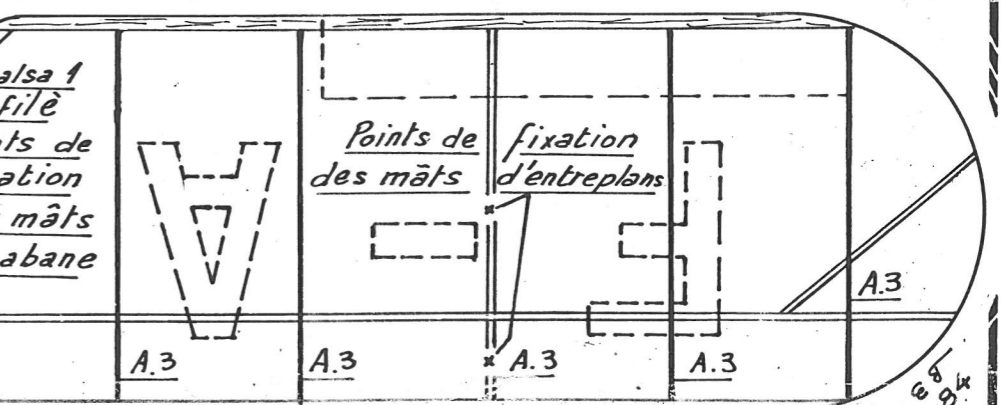 alsa 1
filè
ts de
ation
mâts
abane
Points de fixation
des mâts d'entreplans
F-A
A.3
A.3
A.3
A.3
A.3